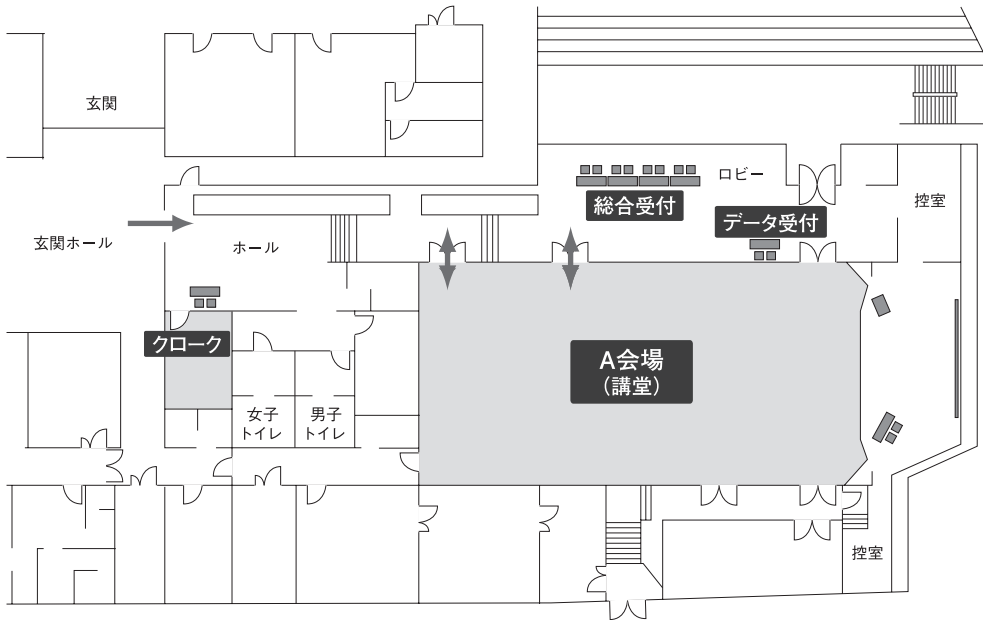 玄関
ロビー
総合受付
控室
データ受付
玄関ホール
ホール
クローク
A会場
（講堂）
女子
トイレ
男子
トイレ
控室